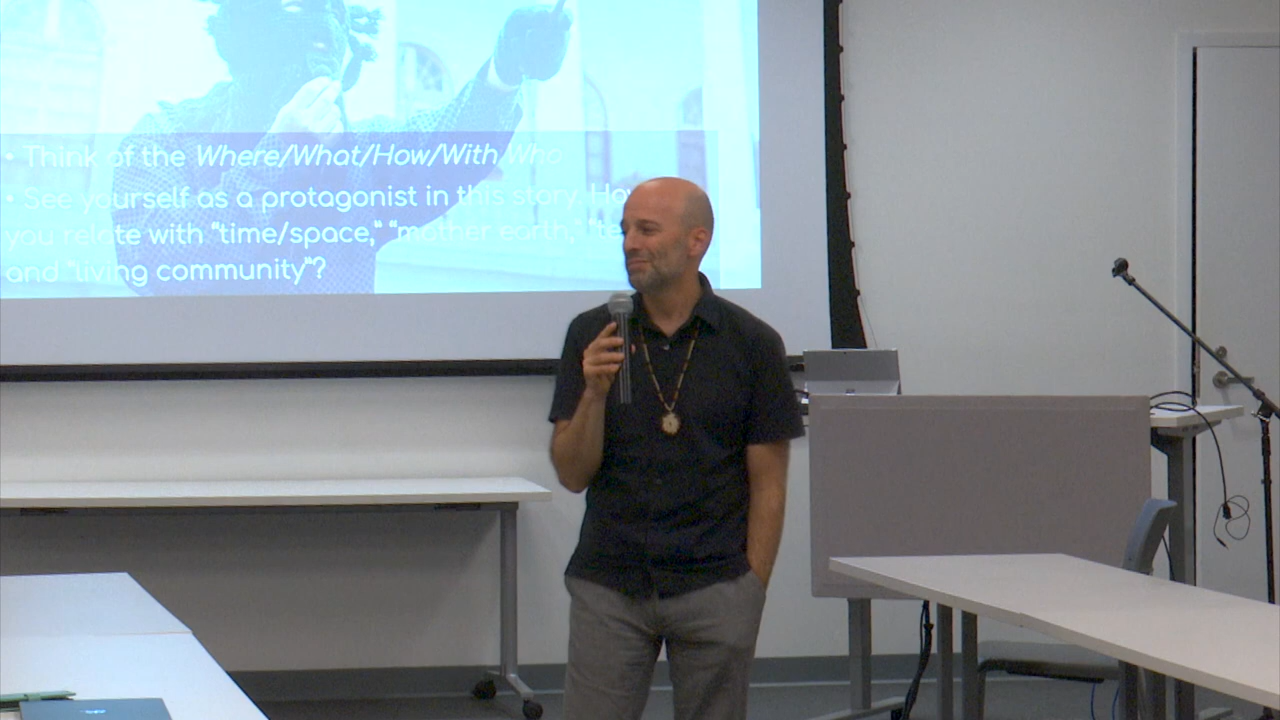 • Think of the Where/What/How/With Who
• See yourself as a protagonist in this story. How
you relate with “time/space,” “mother earth,”
and “living community”?